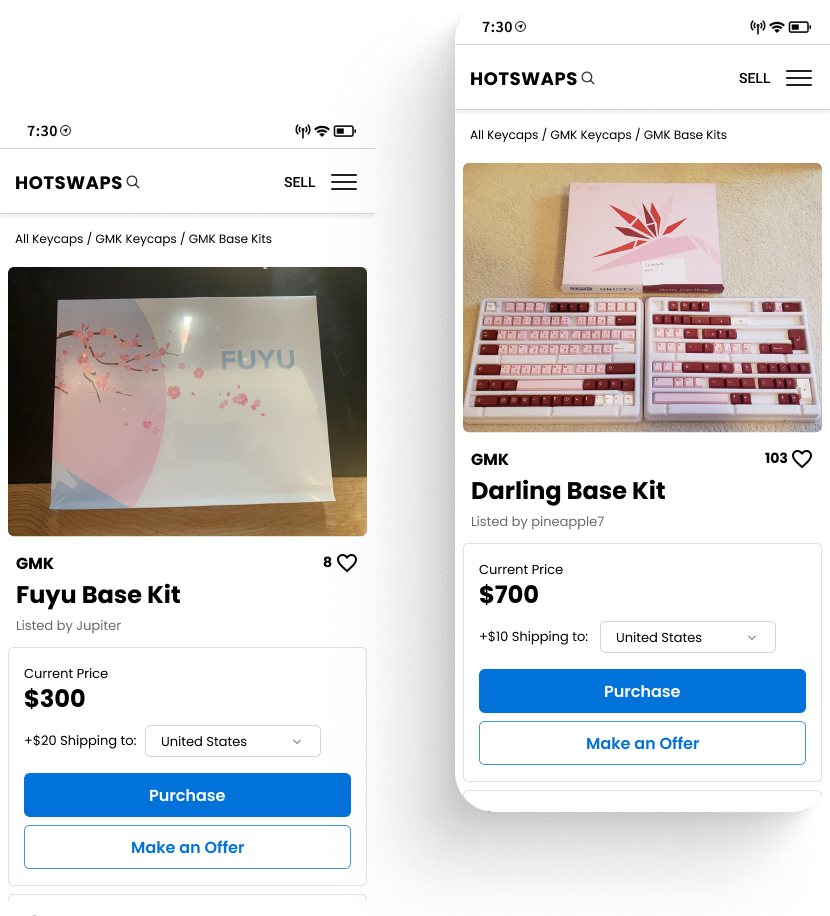 7:30
HOTSWAPS
SELL
All Keycaps / GMK Keycaps / GMK Base Kits
FUYU
GMK
8
Fuyu Base Kit
Listed by Jupiter
Current Price
$300
+$20 Shipping to:
United States
Purchase
Make an Offer
7:30
HOTSWAPS
SELL
All Keycaps / GMK Keycaps / GMK Base Kits
GMK
103
Darling Base Kit
Listed by pineapple7
Current Price
$700
+$10 Shipping to:
United States
Purchase
Make an Offer